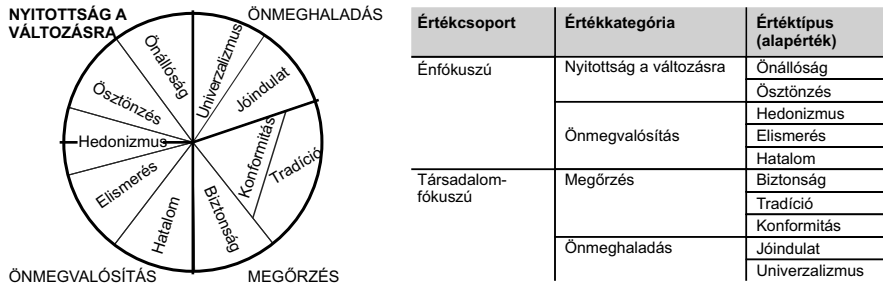 NYITOTTSÁG A
VÁLTOZÁSRA
ÖNMEGHALADÁS
Önállóság
Univerzalizmus
Ösztönzés
Jóindulat
Hedonizmus
Konformitás
Tradíció
Elismerés
Hatalom
Biztonság
ÖNMEGVALÓSÍTÁS
MEGŐRZÉS
Értékcsoport Értékkategória Értéktípus
(alapérték)
Énfókuszú Nyitottság a változásra Önállóság
Ösztönzés
Hedonizmus
Önmegvalósítás Elismerés
Hatalom
Társadalom- Megőrzés Biztonság
fókuszú Tradíció
Konformitás
Önmeghaladás Jóindulat
Univerzalizmus